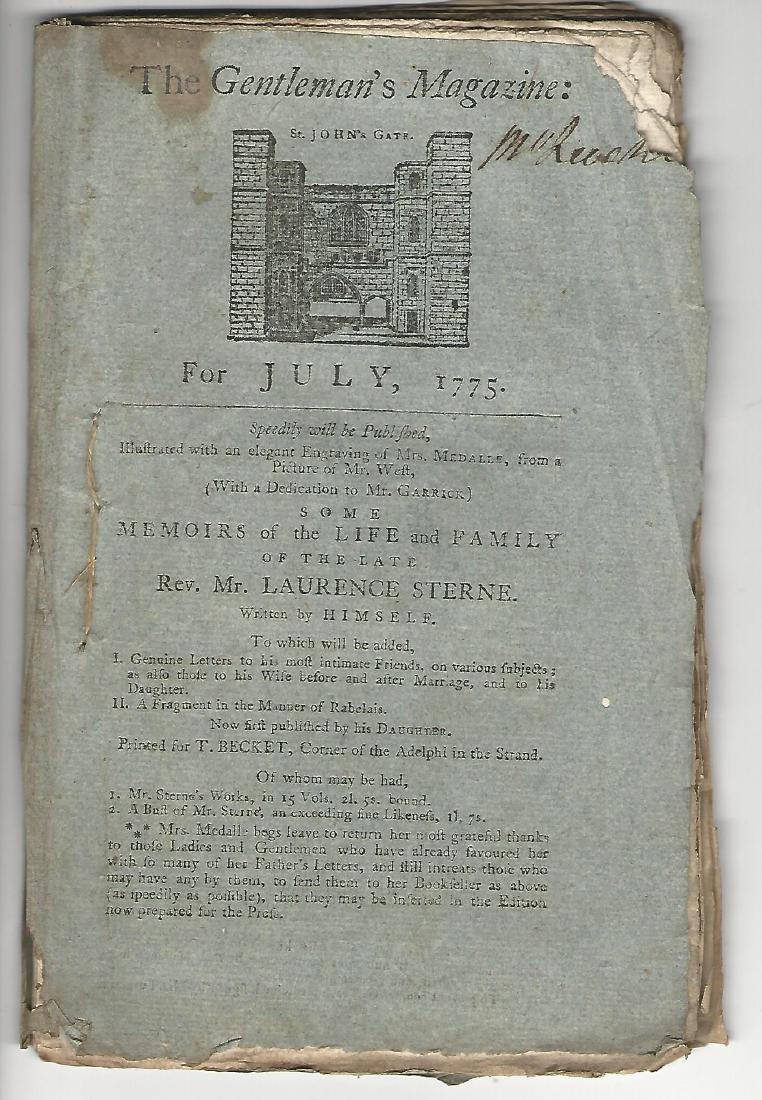 The Gentleman's Magazine:
St. JOHN's GATE.
For JULY, 1775.
Speedily will be Publiſhed,
Illuſtrated with an elegant Engraving of Mrs. MEDALLE, from a
Picture of Mr. Weſt,
(With a Dedication to Mr. GARRICK)
SOME
MEMOIRS of the LIFE and FAMILY
OF THE LATE
Rev. Mr. LAURENCE STERNE.
Written by HIMSELF.
To which will be added,
I. Genuine Letters to his moſt intimate Friends, on various ſubjects;
as alſo thoſe to his Wife before and after Marriage, and to his
Daughter.
II. A Fragment in the Manner of Rabelais.
Now firſt publiſhed by his DAUGHTER.
Printed for T. BECKET, Corner of the Adelphi in the Strand.
Of whom may be had,
1. Mr. Sterne's Works, in 15 Vols. 2l. 5s. bound.
2. A Buſt of Mr. Sterne, an exceeding fine Likeneſs, 1l. 7s.
*** Mrs. Medalle begs leave to return her moſt grateful thanks
to thoſe Ladies and Gentlemen who have already favoured her
with ſo many of her Father's Letters, and ſtill intreats thoſe who
may have any by them, to ſend them to her Bookſeller as above
(as ſpeedily as poſſible), that they may be inſerted in the Edition
now prepared for the Preſs.